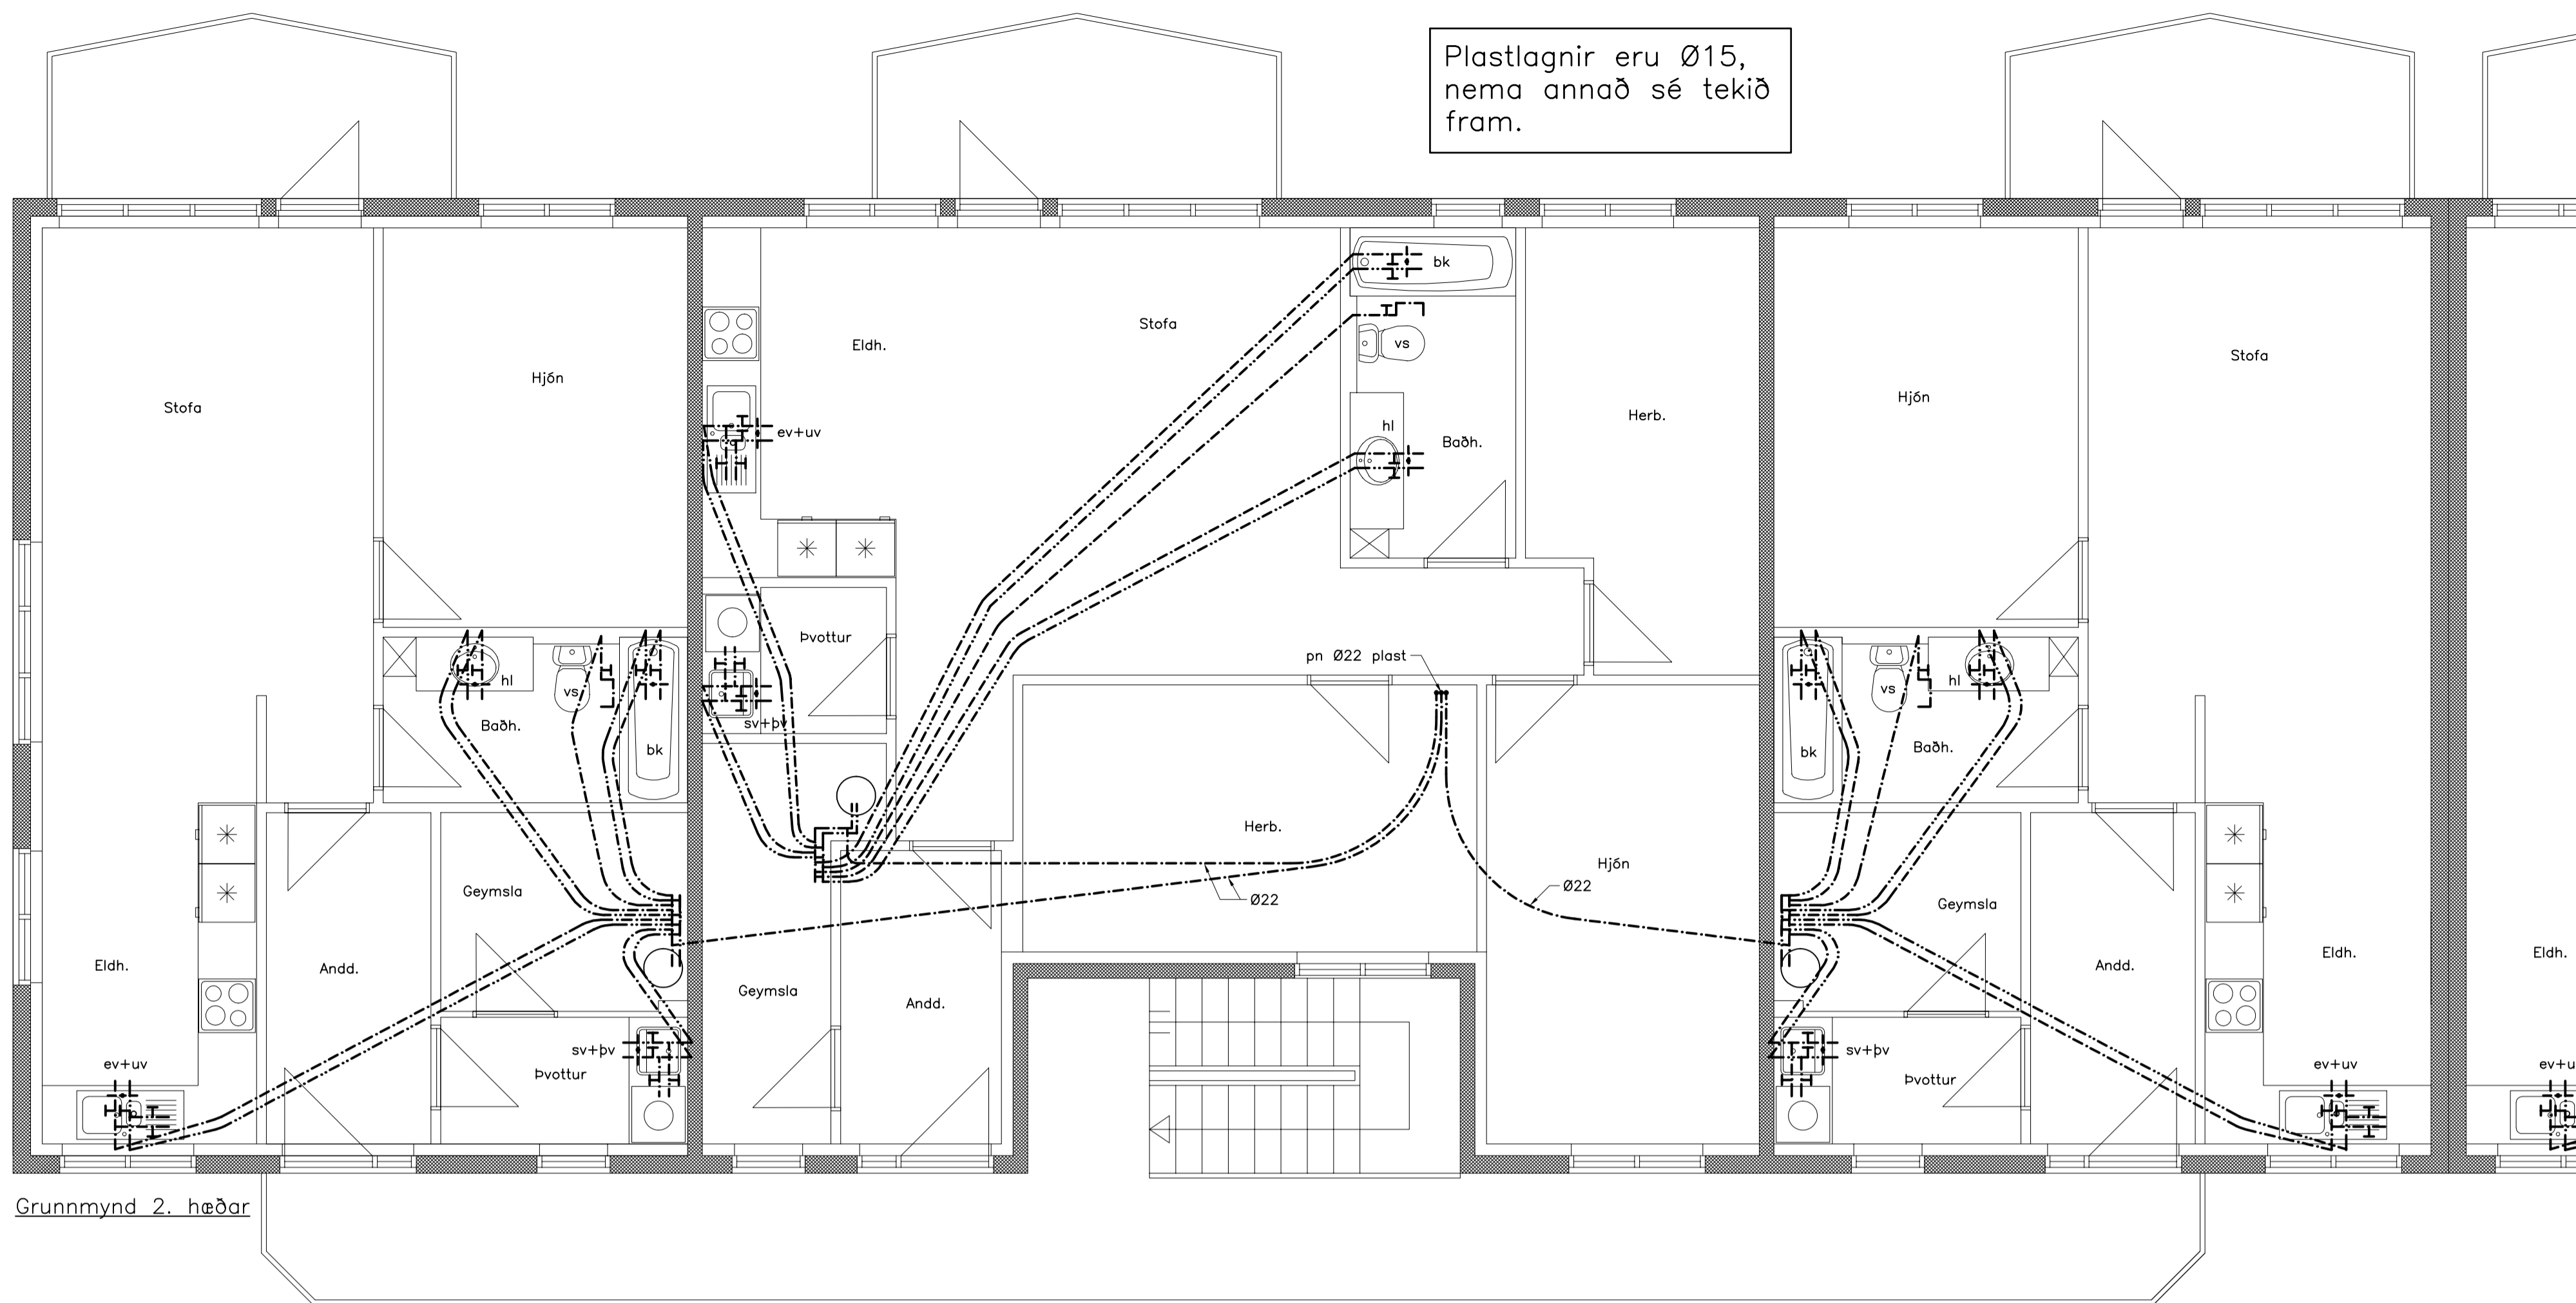 Plastlagnir eru Ø15,
nema annað sé tekið
fram.
bk
Stofa
Eldh.
vs
Stofa
Hjón
Hjón
Stofa
Herb.
hl
ev+uv
Baðh.
Þvottur
pn Ø22 plast
hl
vs
Baðh.
bk
sv+þv
vs
hl
bk
Baðh.
Herb.
Hjón
Geymsla
Ø22
Ø22
Geymsla
Eldh.
Andd.
Geymsla
Andd.
Andd.
Eldh.
Eldh.
ev+uv
sv+þv
Þvottur
sv+þv
Þvottur
ev+uv
ev+u
Grunnmynd 2. hæðar